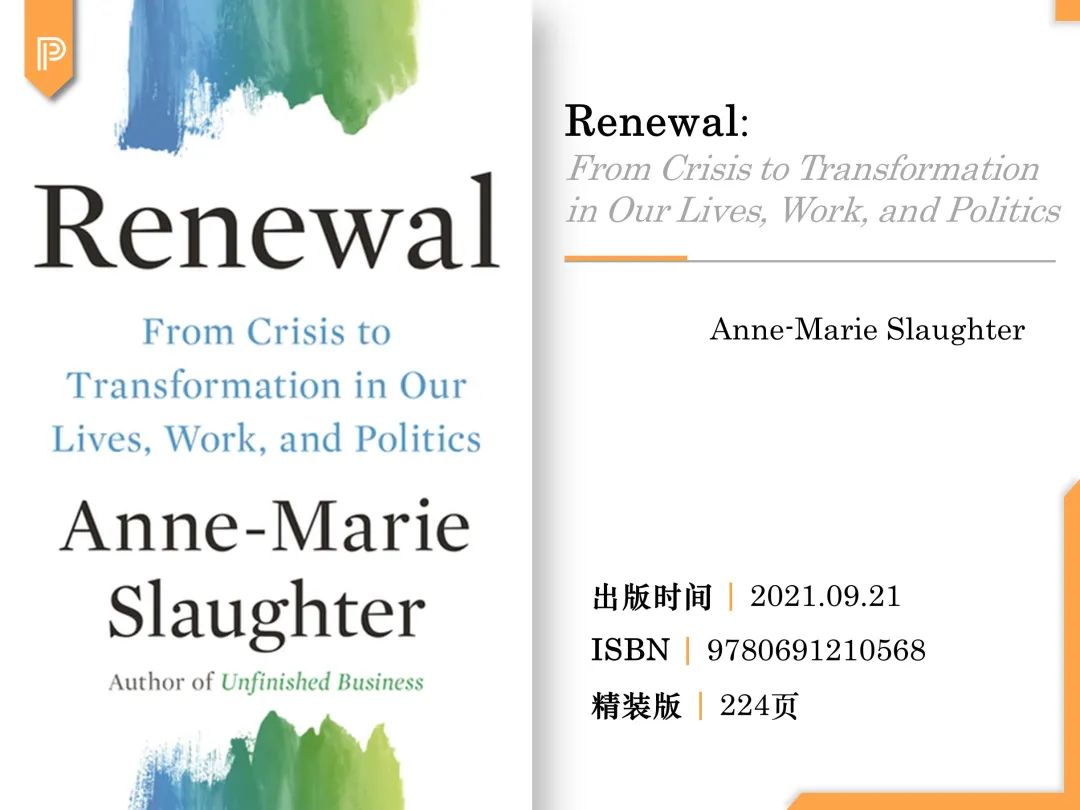 Renewal
From Crisis to
Transformation in Our
Lives, Work, and Politics
Anne-Marie
Slaughter
Author of Unfinished Business
Renewal:
From Crisis to Transformation
in Our Lives, Work, and Politics
Anne-Marie Slaughter
出版时间 | 2021.09.21
ISBN | 9780691210568
精装版 | 224页